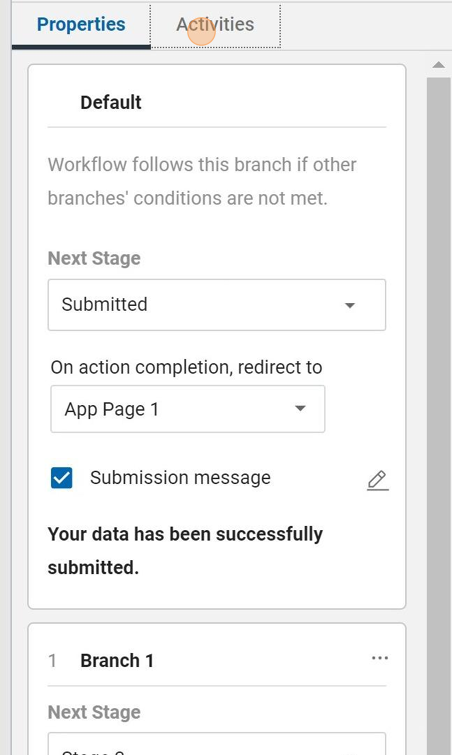 Properties Activities
Default
Workflow follows this branch if other
branches' conditions are not met.
Next Stage
Submitted
On action completion, redirect to
App Page 1
Submission message
Your data has been successfully
submitted.
1 Branch 1
Next Stage